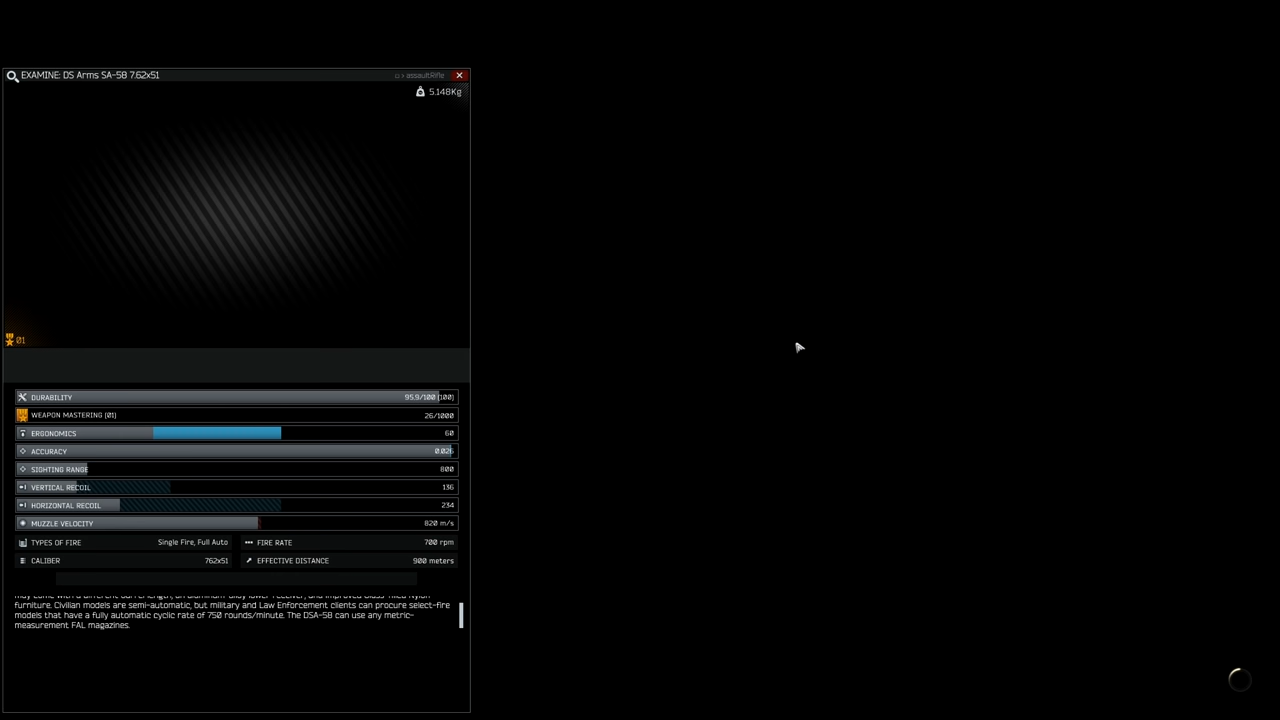 EXAMINE: DS Arms SA-58 7.62x51
> assaultRifle
5.148Kg
01
DURABILITY 95.9/100 (100)
WEAPON MASTERING (01) 26/1000
ERGONOMICS 60
ACCURACY 0.026
SIGHTING RANGE 800
VERTICAL RECOIL 136
HORIZONTAL RECOIL 234
MUZZLE VELOCITY 820 m/s
TYPES OF FIRE Single Fire, Full Auto FIRE RATE 700 rpm
CALIBER 762x51 EFFECTIVE DISTANCE 900 meters
furniture. Civilian models are semi-automatic, but military and Law Enforcement clients can procure select-fire
models that have a fully automatic cyclic rate of 750 rounds/minute. The DSA-58 can use any metric-
measurement FAL magazines.